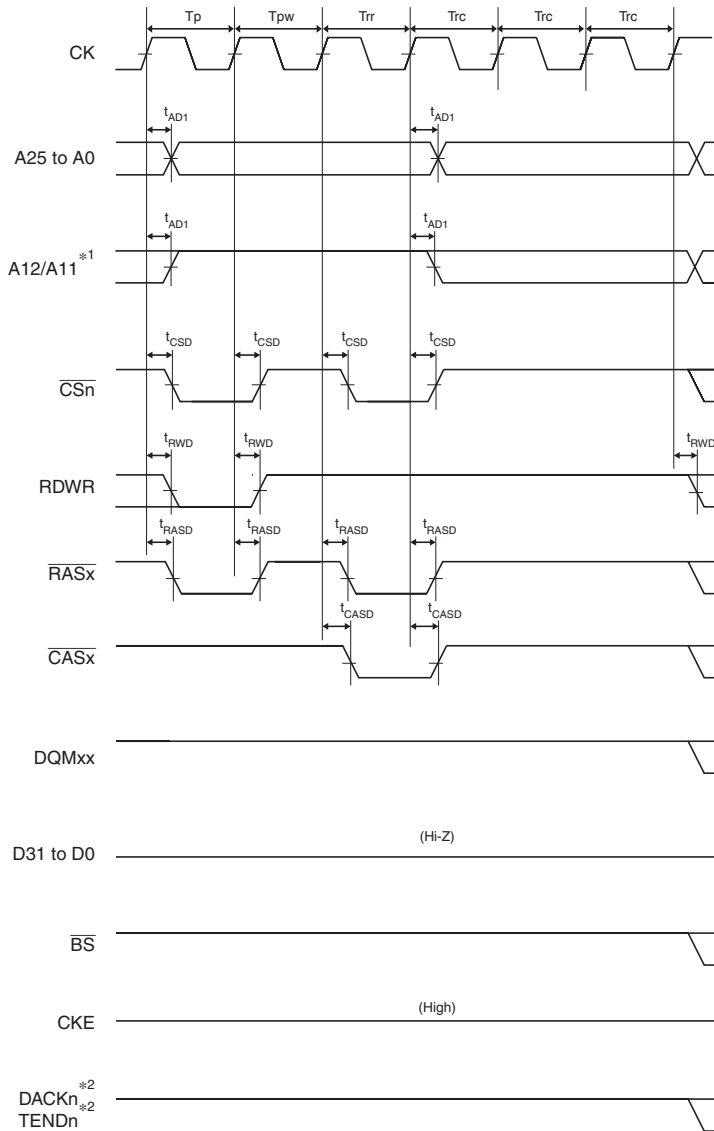 Tp Tpw Trr Trc Trc Trc
CK
tAD1 tAD1
A25 to A0
tAD1 tAD1
A12/A11 *1
tCSD tCSD tCSD tCSD
CSn
tRWD tRWD tRWD
RDWR
tRASD tRASD tRASD tRASD
RASx
tCASD tCASD
CASx
DQMxx
(Hi-Z)
D31 to D0
BS
(High)
CKE
DACKn *2
TENDn *2